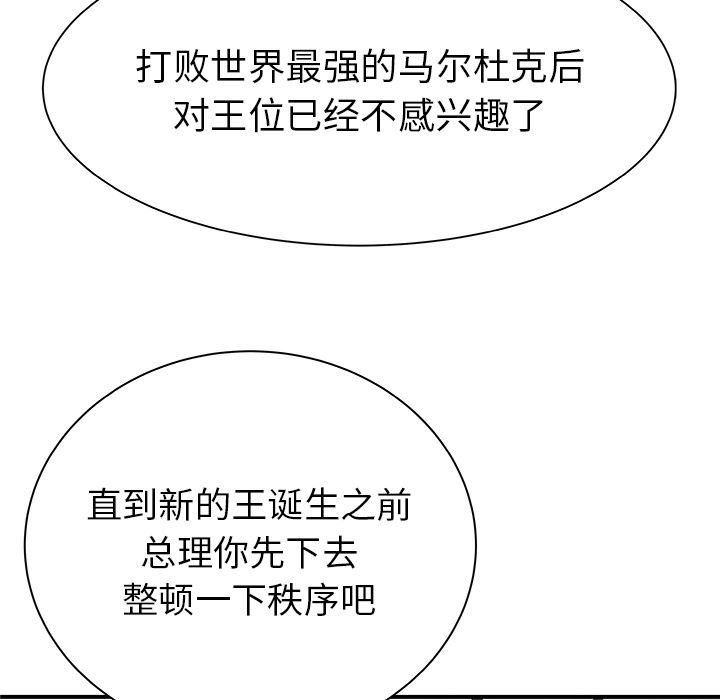 打败世界最强的马尔杜克后
对王位已经不感兴趣了
直到新的王诞生之前
总理你先下去
整顿一下秩序吧